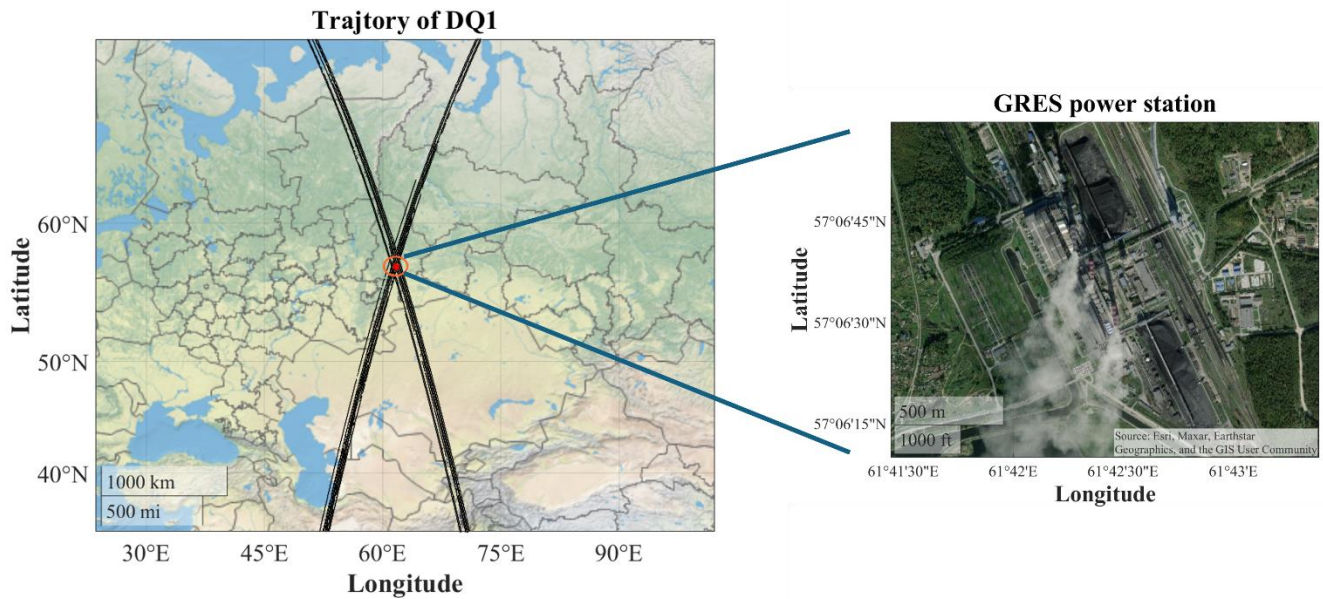 Trajtory of DQ1
60°N
50°N
40°N
Latitude
1000 km
500 mi
30°E
45°E
60°E
75°E
90°E
Longitude
GRES power station
57°06'45"N
57°06'30"N
57°06'15"N
Latitude
500 m
1000 ft
Source: Esri, Maxar, Earthstar
Geographics, and the GIS User Community
61°41'30"E
61°42'E
61°42'30"E
61°43'E
Longitude